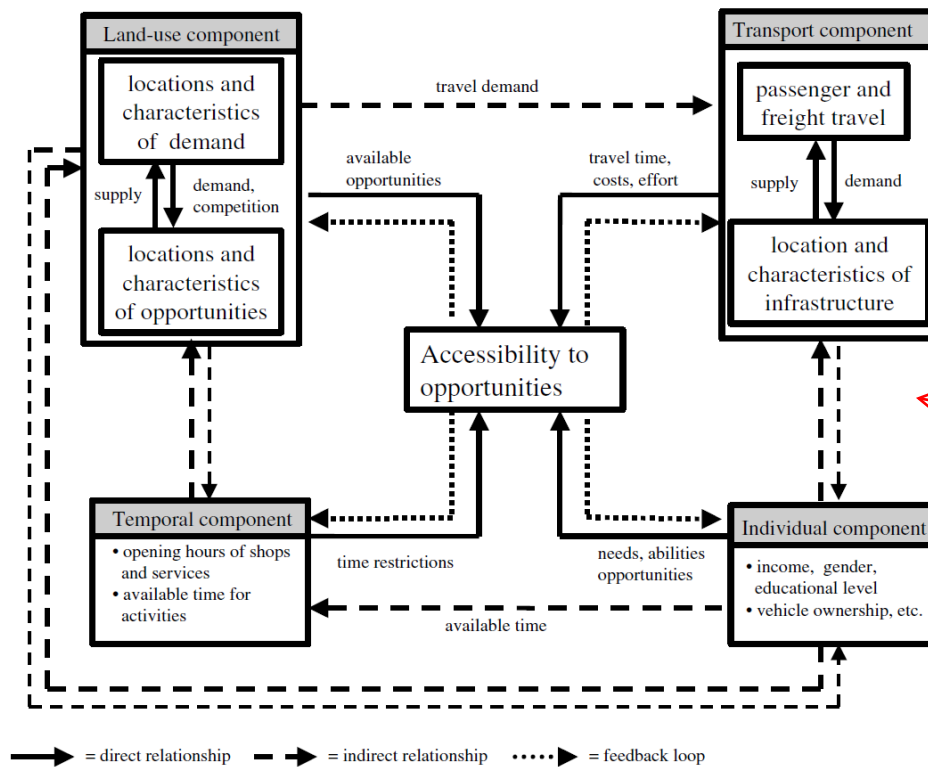 Land-use component
locations and
characteristics
of demand
supply
demand,
competition
locations and
characteristics
of opportunities
travel demand
available
opportunities
Transport component
passenger and
freight travel
supply
demand
location and
characteristics of
infrastructure
travel time,
costs, effort
Accessibility to
opportunities
Temporal component
• opening hours of shops
and services
• available time for
activities
time restrictions
needs, abilities
opportunities
available time
Individual component
• income, gender,
educational level
• vehicle ownership, etc.
= direct relationship
= indirect relationship
= feedback loop